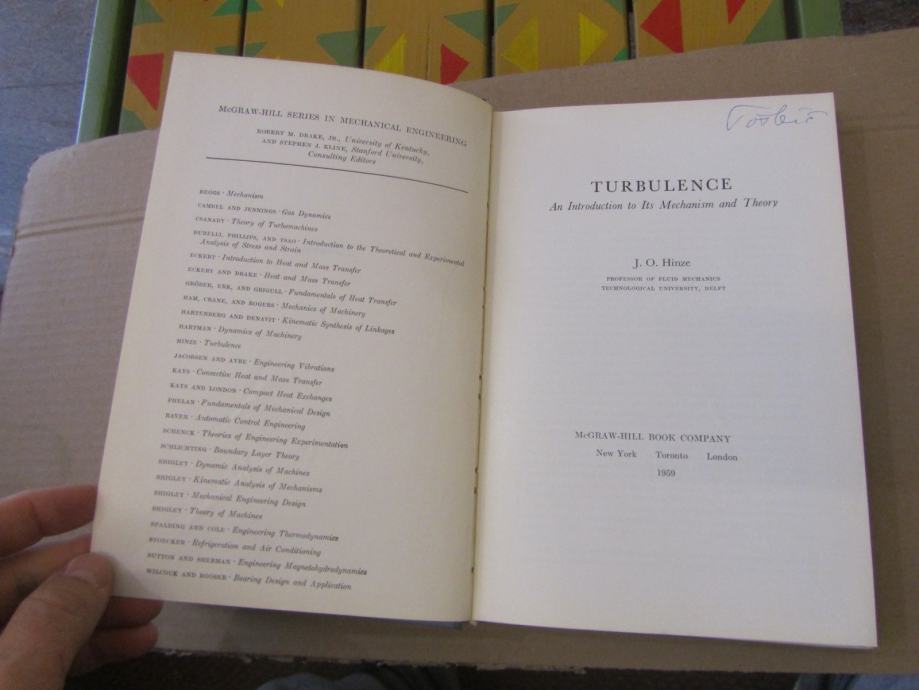 McGRAW-HILL SERIES IN MECHANICAL ENGINEERING
ROBERT M. DRAKE, JR., University of Kentucky,
AND STEPHEN J. KLINE, Stanford University,
Consulting Editors
BEGGS · Mechanism
CAMBEL AND JENNINGS · Gas Dynamics
CSANADY · Theory of Turbomachines
DURELLI, PHILLIPS, AND TSAO · Introduction to the Theoretical and Experimental
Analysis of Stress and Strain
ECKERT · Introduction to Heat and Mass Transfer
ECKERT AND DRAKE · Heat and Mass Transfer
GRÖBER, ERK, AND GRIGULL · Fundamentals of Heat Transfer
HAM, CRANE, AND ROGERS · Mechanics of Machinery
HARTENBERG AND DENAVIT · Kinematic Synthesis of Linkages
HARTMAN · Dynamics of Machinery
HINZE · Turbulence
JACOBSEN AND AYRE · Engineering Vibrations
KAYS · Convective Heat and Mass Transfer
KAYS AND LONDON · Compact Heat Exchangers
PHELAN · Fundamentals of Mechanical Design
RAVEN · Automatic Control Engineering
SCHENCK · Theories of Engineering Experimentation
SCHLICHTING · Boundary Layer Theory
SHIGLEY · Dynamic Analysis of Machines
SHIGLEY · Kinematic Analysis of Mechanisms
SHIGLEY · Mechanical Engineering Design
SHIGLEY · Theory of Machines
SPALDING AND COLE · Engineering Thermodynamics
STOECKER · Refrigeration and Air Conditioning
SUTTON AND SHERMAN · Engineering Magnetohydrodynamics
WILCOCK AND BOOSER · Bearing Design and Application
TURBULENCE
An Introduction to Its Mechanism and Theory
J. O. Hinze
PROFESSOR OF FLUID MECHANICS
TECHNOLOGICAL UNIVERSITY, DELFT
McGRAW-HILL BOOK COMPANY
New York Toronto London
1959